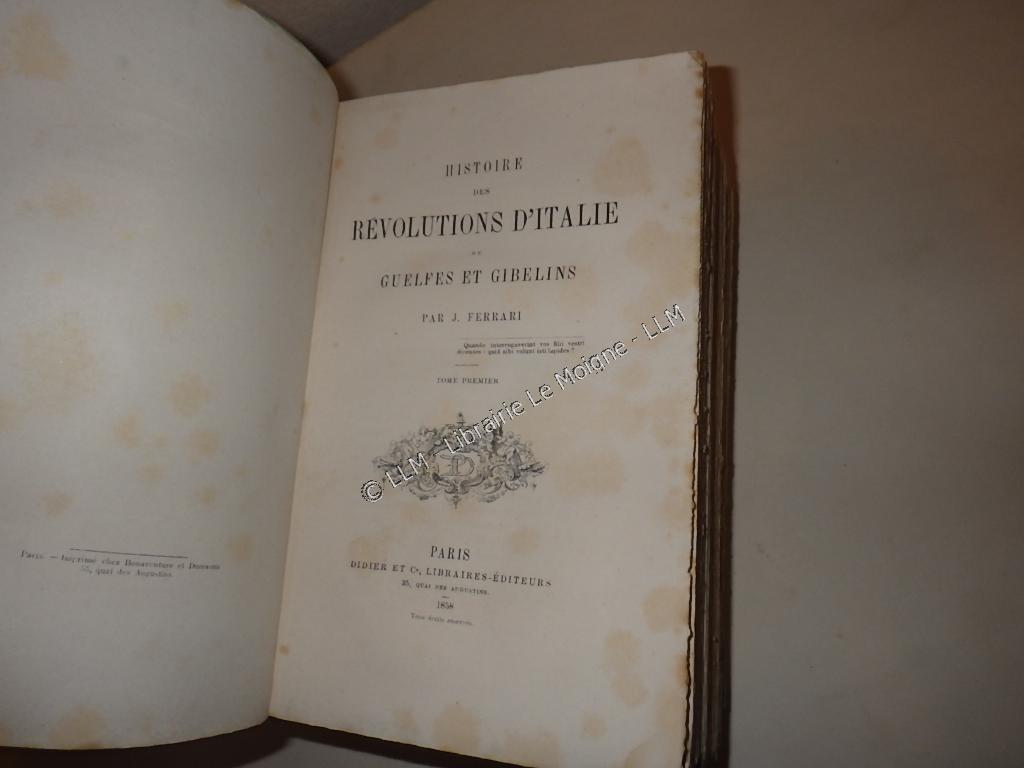 Paris. — Imprimé chez Bonaventure et Ducessois
55, quai des Augustins
HISTOIRE
DES
RÉVOLUTIONS D'ITALIE
OU
GUELFES ET GIBELINS
PAR J. FERRARI
Quando interrogaverint vos filii vestri
dicentes : quid sibi volunt isti lapides ?
TOME PREMIER
D
PARIS
DIDIER ET Ce, LIBRAIRES-ÉDITEURS
35, QUAI DES AUGUSTINS.
1858
Tous droits réservés.
© LLM - Librairie Le Moigne - LLM